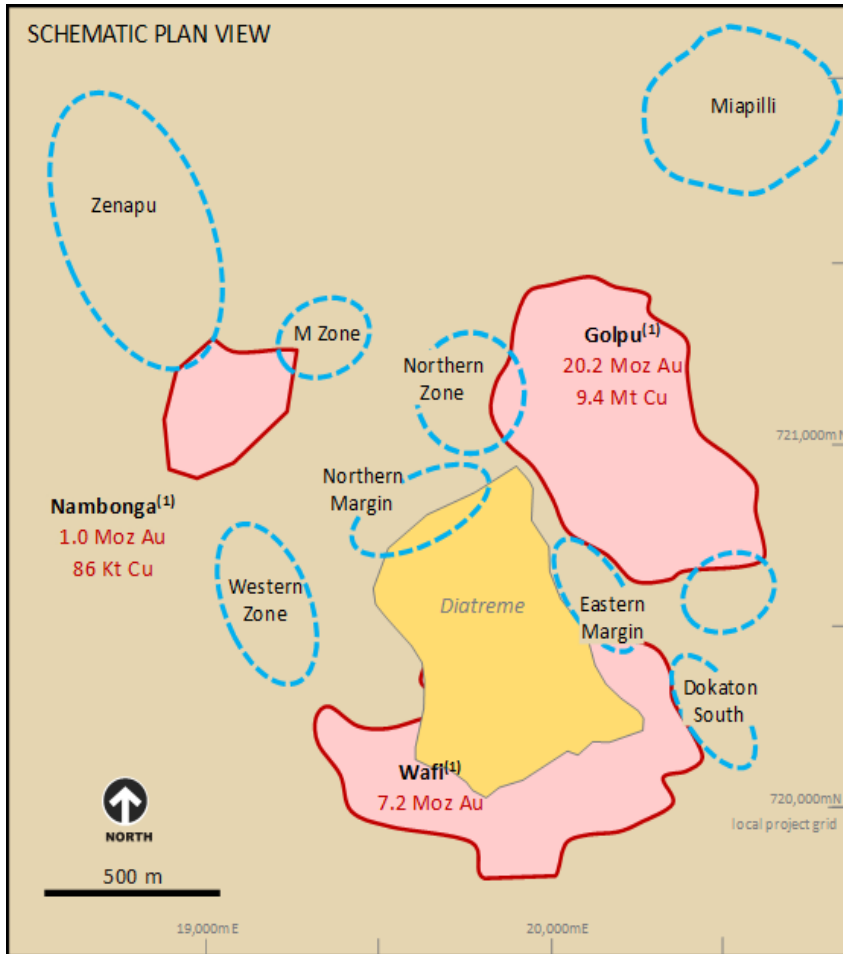 SCHEMATIC PLAN VIEW
Miapilli
Zenapu
M Zone
Northern
Zone
Golpu(1)
20.2 Moz Au
9.4 Mt Cu
721,000mN
Northern
Margin
Nambonga(1)
1.0 Moz Au
86 Kt Cu
Western
Zone
Diatreme
Eastern
Margin
Dokaton
South
Wafi(1)
7.2 Moz Au
720,000mN
local project grid
NORTH
500 m
19,000mE
20,000mE